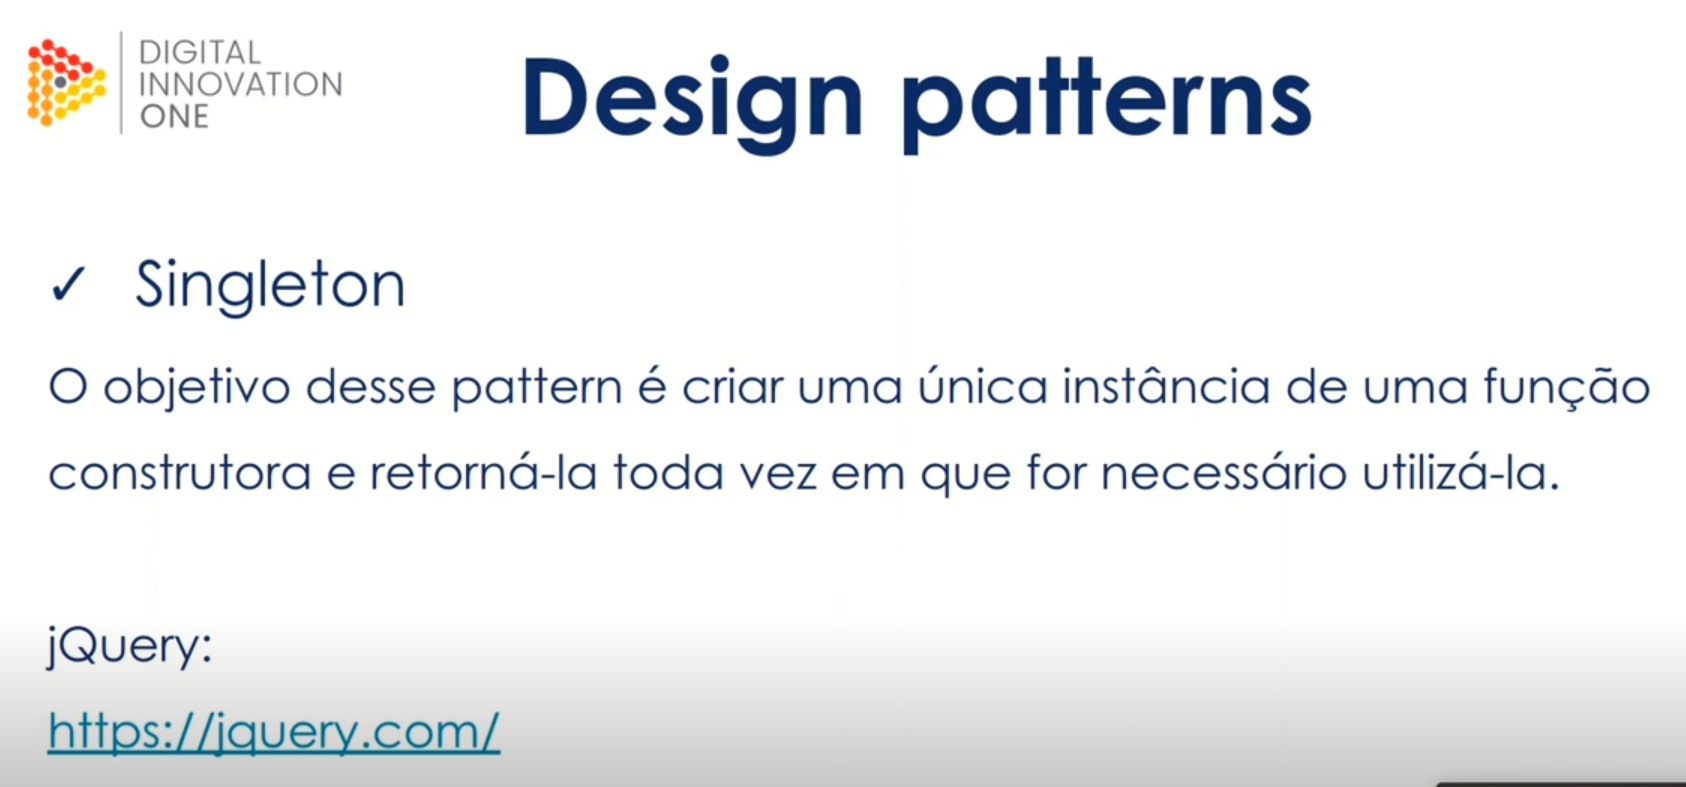 DIGITAL
INNOVATION
ONE
Design patterns
✓ Singleton
O objetivo desse pattern é criar uma única instância de uma função
construtora e retorná-la toda vez em que for necessário utilizá-la.
jQuery:
https://jquery.com/